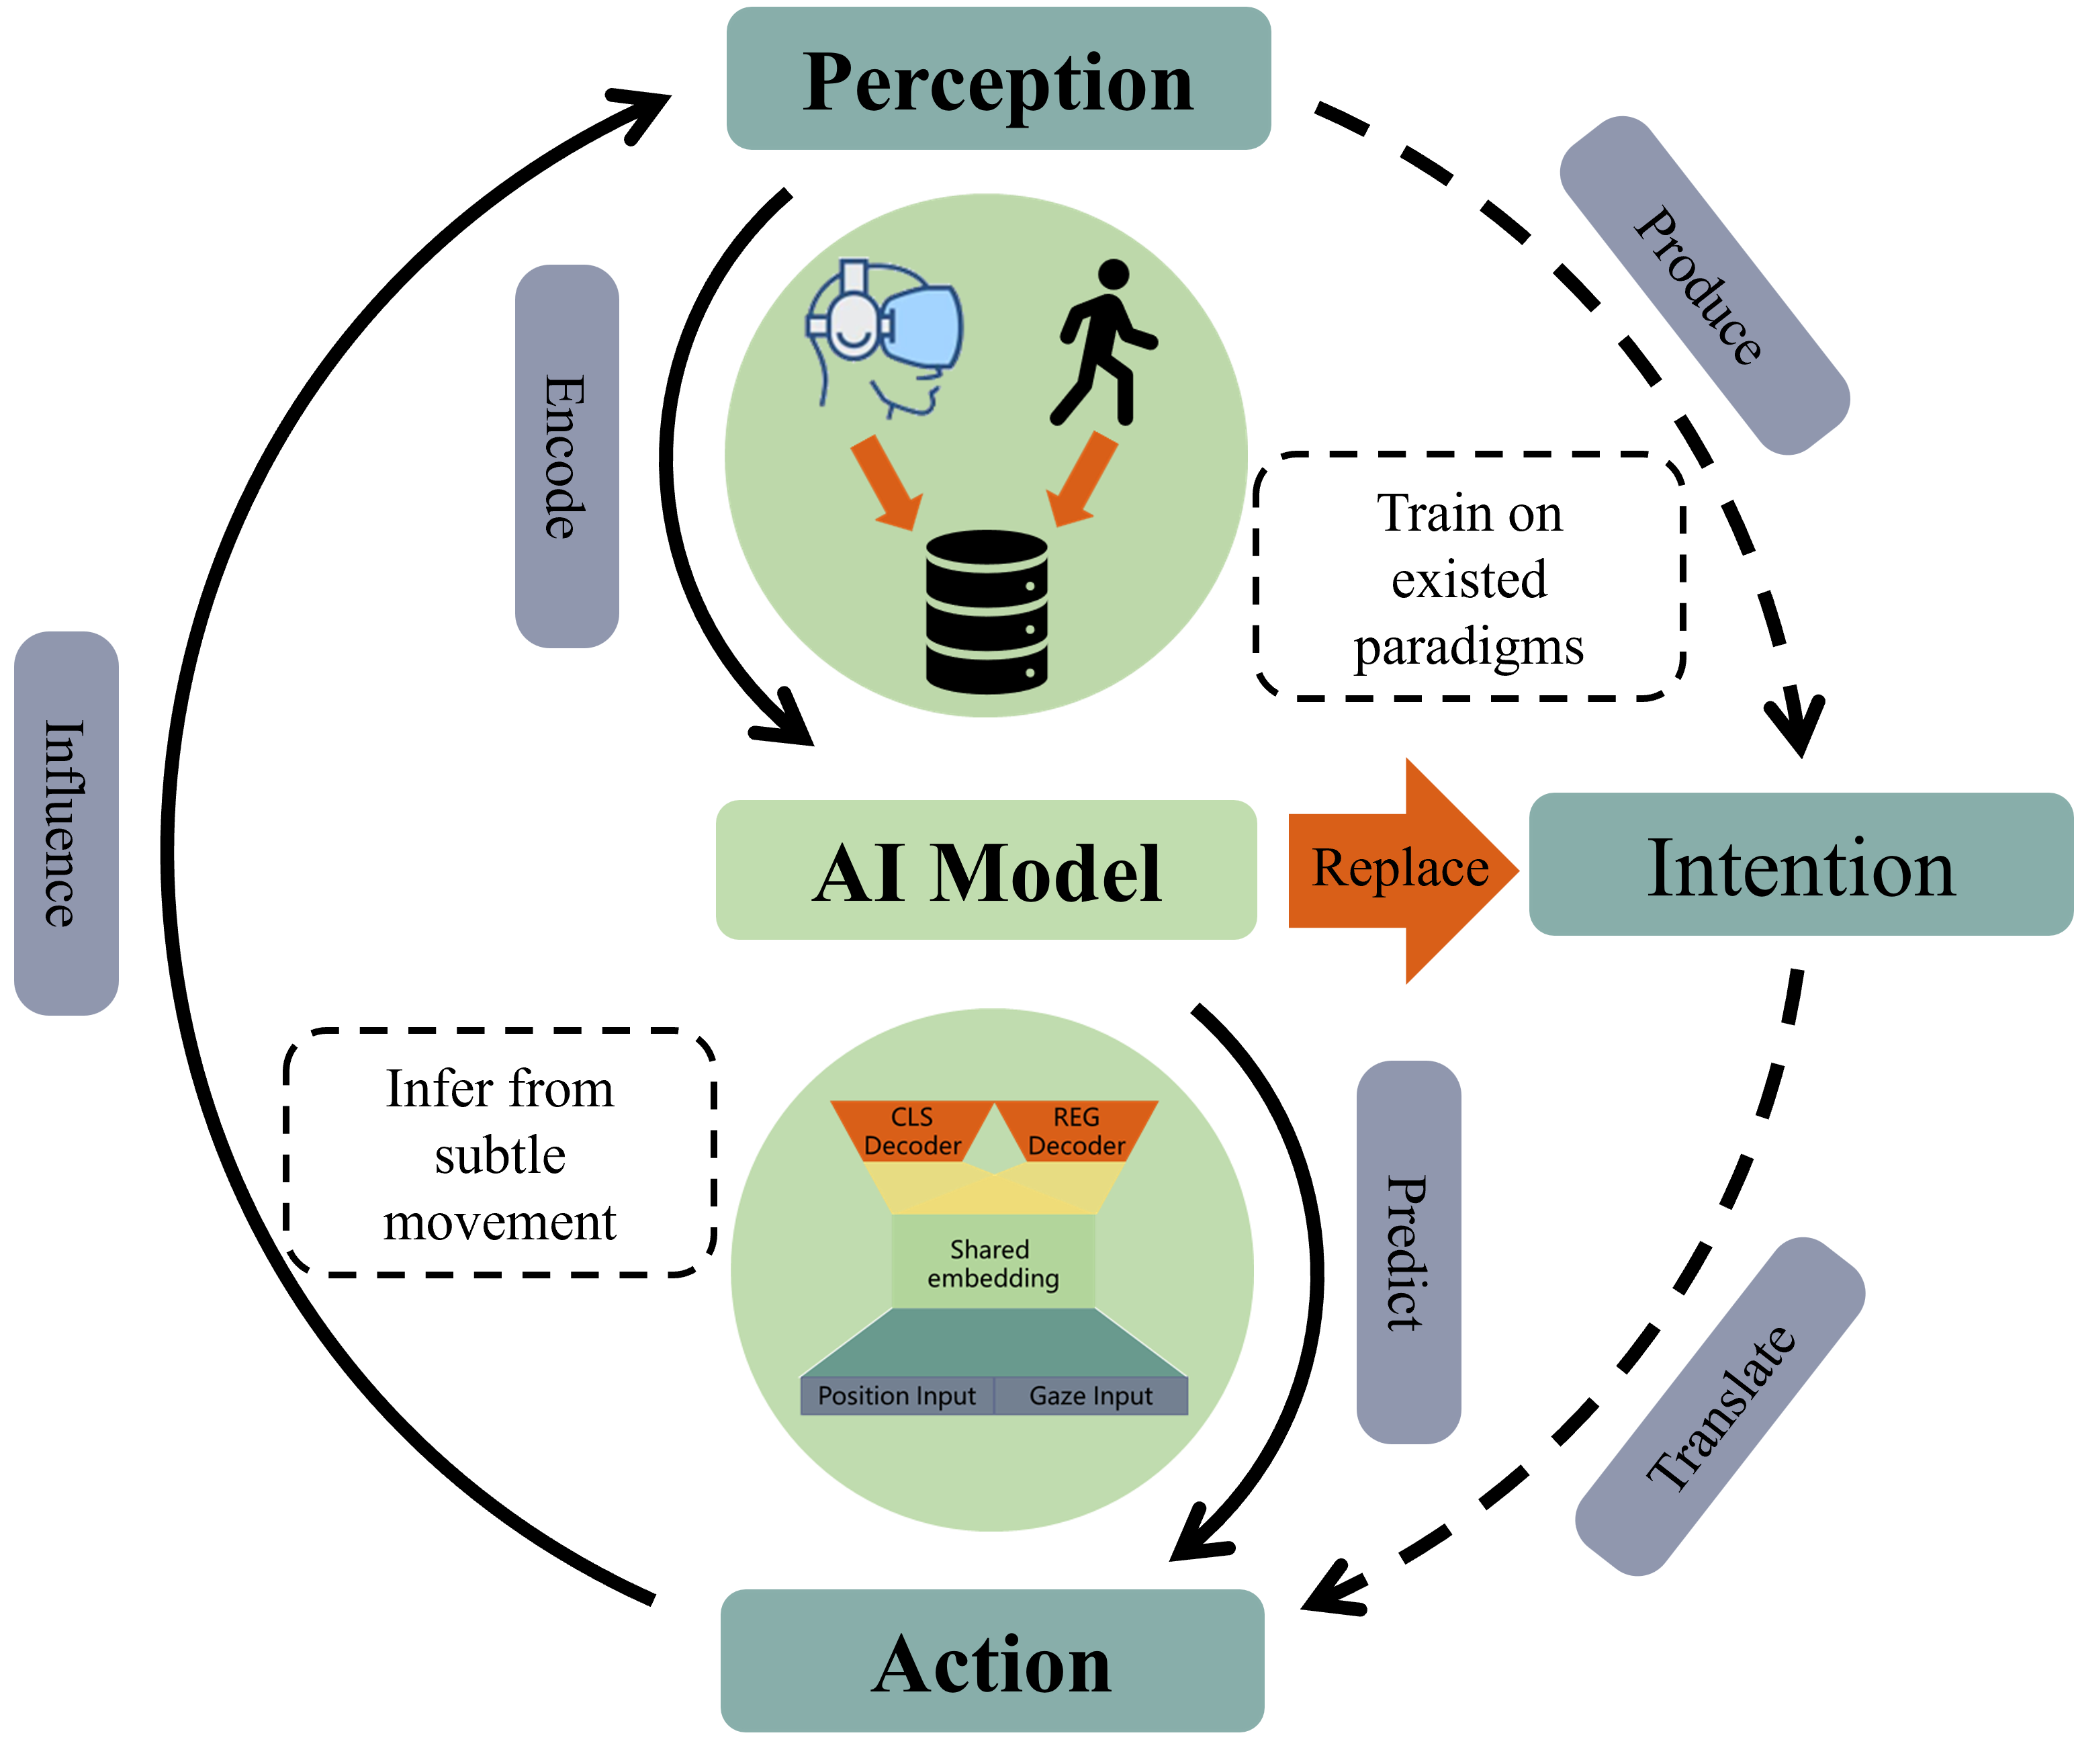 Perception
Produce
Encode
Train on
existed
paradigms
Influence
AI Model
Replace
Intention
Infer from
subtle
movement
CLS
Decoder
REG
Decoder
Shared
embedding
Position Input
Gaze Input
Predict
Translate
Action